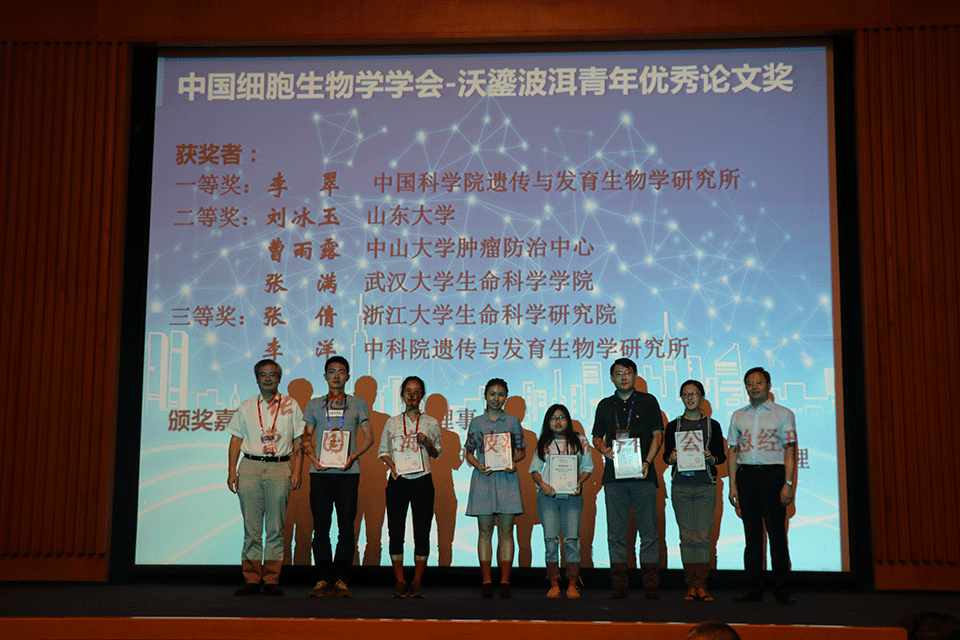 中国细胞生物学学会-沃鎏波洱青年优秀论文奖
获奖者：
一等奖：李 翠 中国科学院遗传与发育生物学研究所
二等奖：刘冰玉 山东大学
曹雨露 中山大学肿瘤防治中心
张 满 武汉大学生命科学学院
三等奖：张 倩 浙江大学生命科学研究院
李 洋 中科院遗传与发育生物学研究所
颁奖嘉 理事 总经理